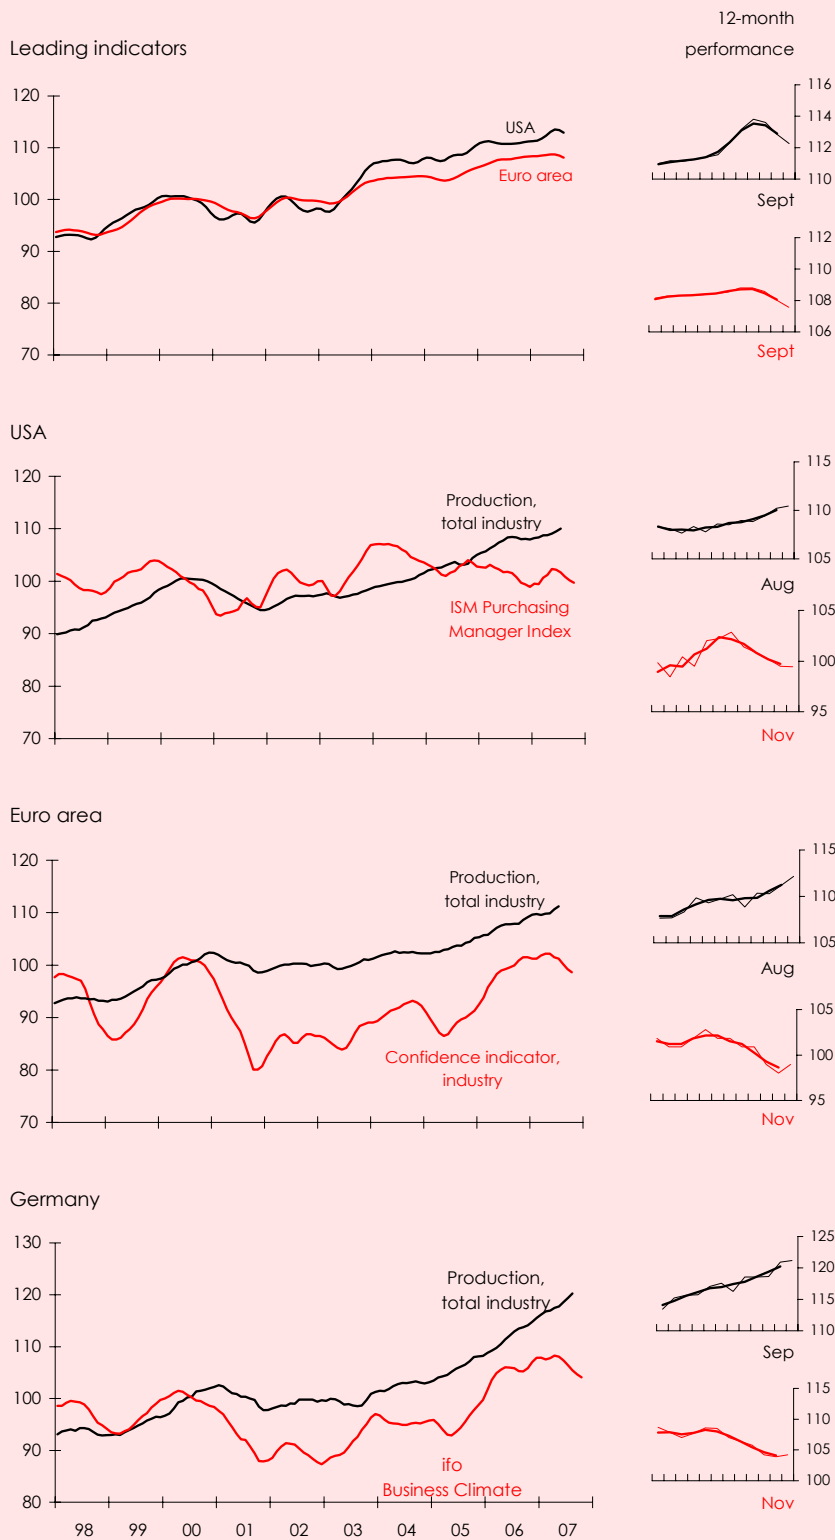 12-month
performance
Leading indicators
120
110
100
90
80
70
USA
Euro area
116
114
112
110
Sept
112
110
108
106
Sept
USA
120
110
100
90
80
70
Production,
total industry
ISM Purchasing
Manager Index
115
110
105
Aug
105
100
95
Nov
Euro area
120
110
100
90
80
70
Production,
total industry
Confidence indicator,
industry
115
110
105
Aug
105
100
95
Nov
Germany
130
120
110
100
90
80
Production,
total industry
ifo
Business Climate
98 99 00 01 02 03 04 05 06 07
125
120
115
110
Sep
115
110
105
100
Nov